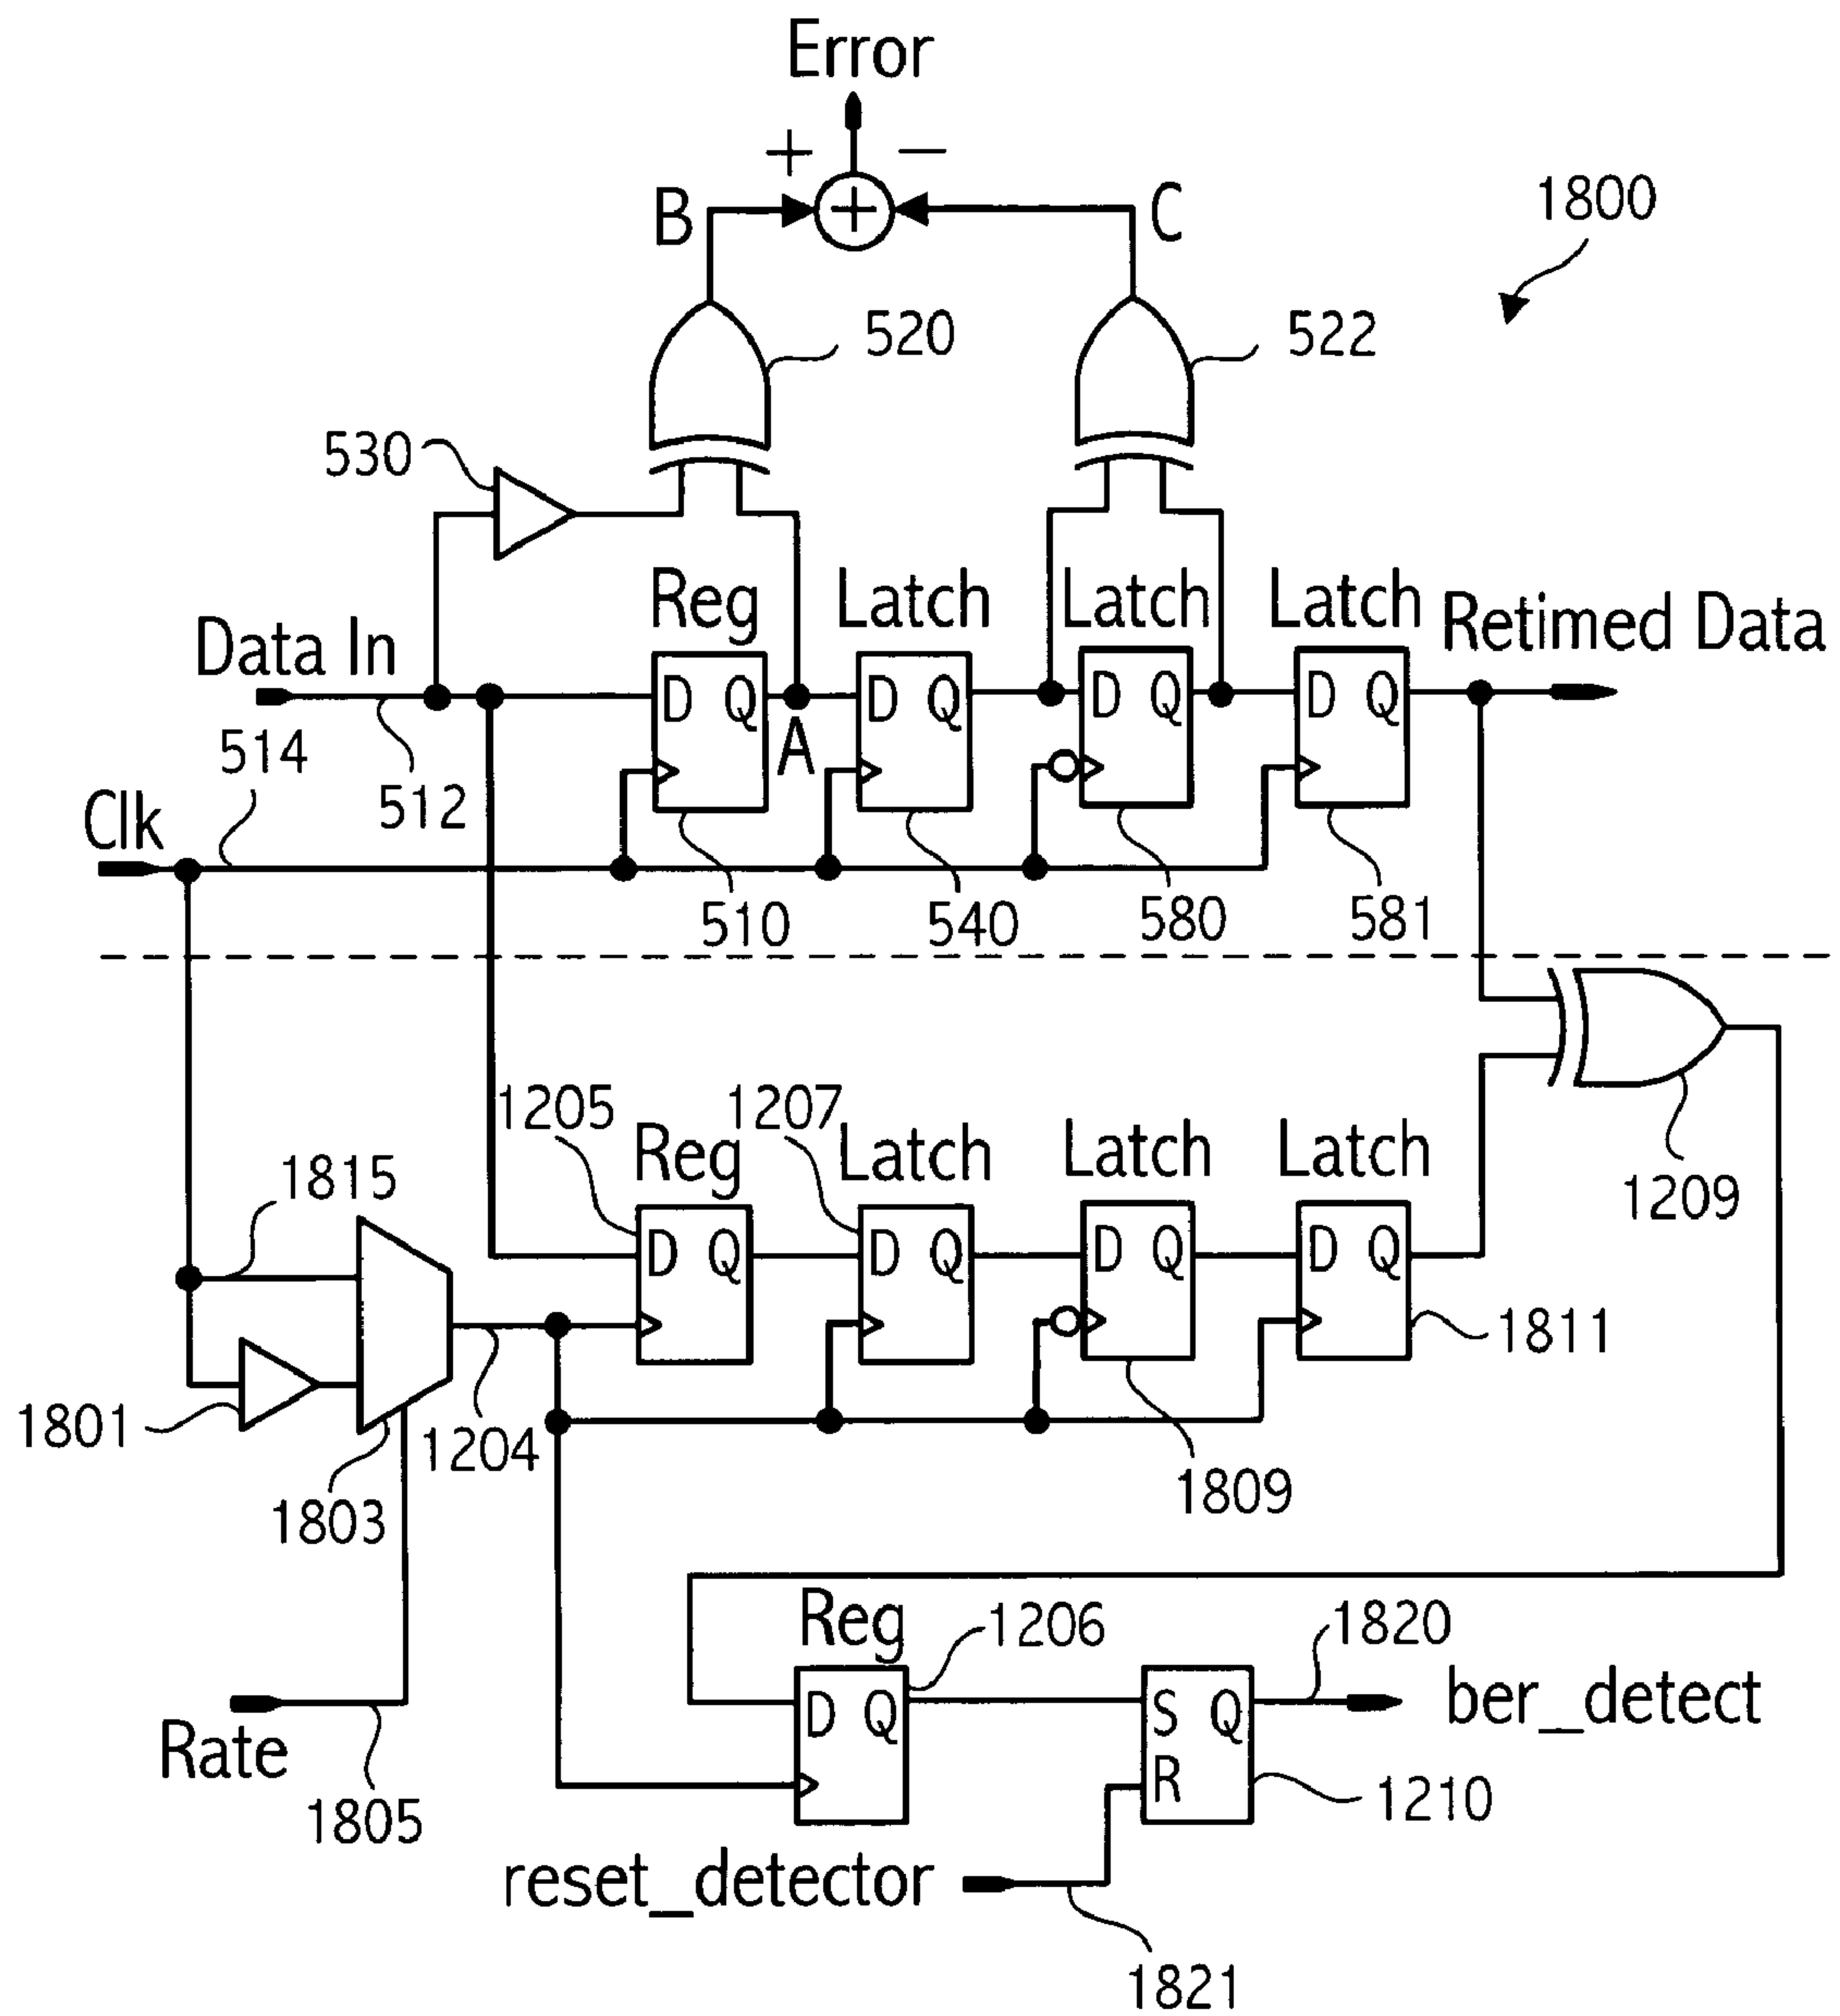 Error
+ −
B + C
1800
520
522
530
Reg Latch Latch Latch
Data In
Retimed Data
D Q D Q D Q D Q
A
514
512
Clk
510
540
580
581
1205 Reg 1207 Latch Latch Latch
1209
1815
D Q D Q D Q D Q
1811
1801
1204
1809
1803
Reg 1206
1820
D Q S Q ber_detect
Rate
R
1210
1805
reset_detector
1821